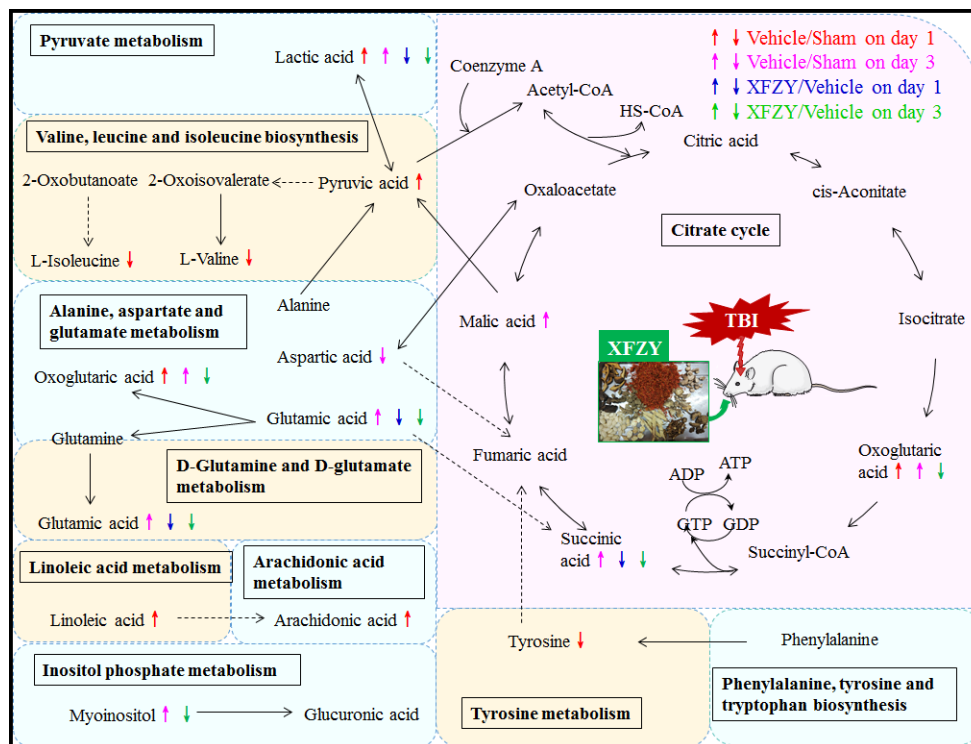 Pyruvate metabolism
Lactic acid ↑ ↑ ↓ ↓
Valine, leucine and isoleucine biosynthesis
2-Oxobutanoate
2-Oxoisovalerate
Pyruvic acid ↑
L-Isoleucine ↓
L-Valine ↓
Alanine
Alanine, aspartate and
glutamate metabolism
Aspartic acid ↓
Oxoglutaric acid ↑ ↑ ↓
Glutamic acid ↑ ↓ ↓
Glutamine
D-Glutamine and D-glutamate
metabolism
Glutamic acid ↑ ↓ ↓
Linoleic acid metabolism
Linoleic acid ↑
Arachidonic acid
metabolism
Arachidonic acid ↑
Inositol phosphate metabolism
Myoinositol ↑ ↓
Glucuronic acid
↑ ↓ Vehicle/Sham on day 1
↑ ↓ Vehicle/Sham on day 3
↑ ↓ XFZY/Vehicle on day 1
↑ ↓ XFZY/Vehicle on day 3
Coenzyme A
Acetyl-CoA
HS-CoA
Citric acid
Oxaloacetate
cis-Aconitate
Citrate cycle
Malic acid ↑
Isocitrate
TBI
XFZY
Fumaric acid
Oxoglutaric
acid ↑ ↑ ↓
ADP
ATP
GTP
GDP
Succinic
acid ↑ ↓ ↓
Succinyl-CoA
Tyrosine ↓
Phenylalanine
Tyrosine metabolism
Phenylalanine, tyrosine and
tryptophan biosynthesis